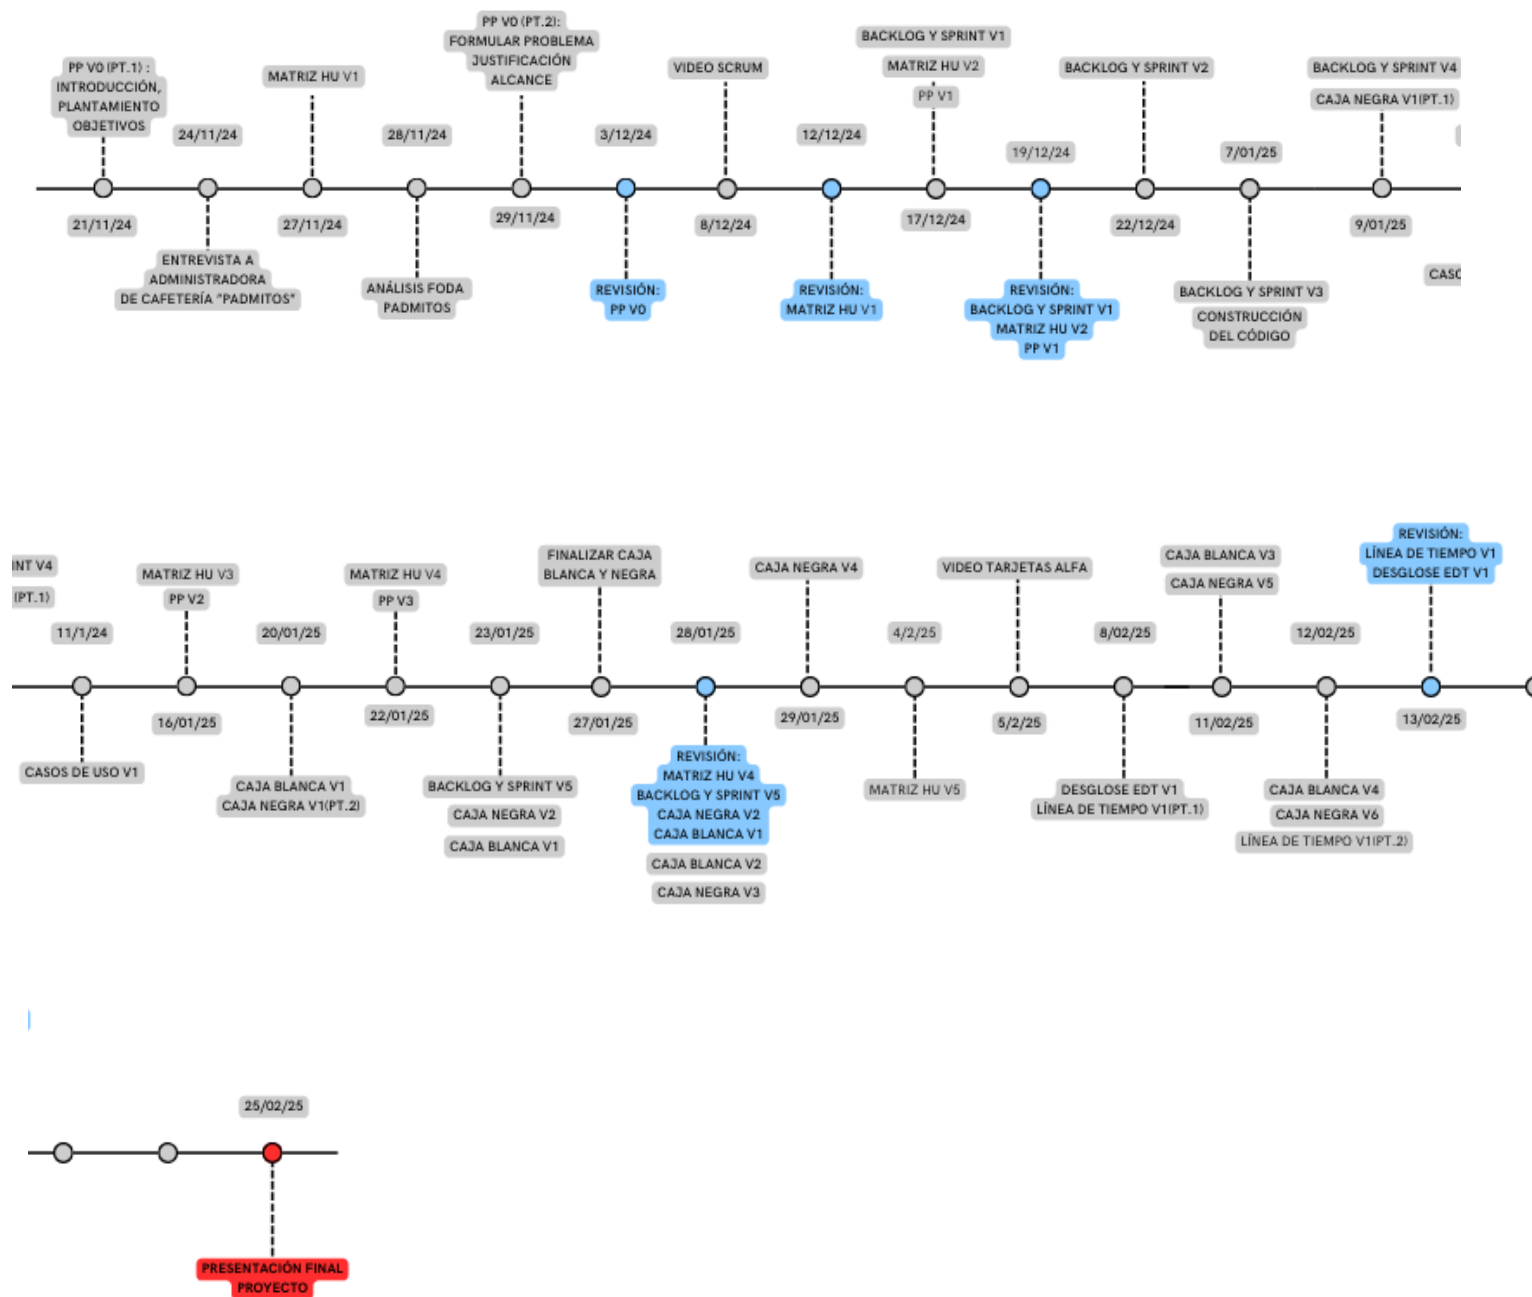 PP V0 (PT.1) :
INTRODUCCIÓN,
PLANTAMIENTO
OBJETIVOS
21/11/24
24/11/24
ENTREVISTA A
ADMINISTRADORA
DE CAFETERÍA "PADMITOS"
MATRIZ HU V1
27/11/24
28/11/24
ANÁLISIS FODA
PADMITOS
PP V0 (PT.2):
FORMULAR PROBLEMA
JUSTIFICACIÓN
ALCANCE
29/11/24
3/12/24
REVISIÓN:
PP V0
VIDEO SCRUM
8/12/24
12/12/24
REVISIÓN:
MATRIZ HU V1
BACKLOG Y SPRINT V1
MATRIZ HU V2
PP V1
17/12/24
19/12/24
REVISIÓN:
BACKLOG Y SPRINT V1
MATRIZ HU V2
PP V1
BACKLOG Y SPRINT V2
22/12/24
7/01/25
BACKLOG Y SPRINT V3
CONSTRUCCIÓN
DEL CÓDIGO
BACKLOG Y SPRINT V4
CAJA NEGRA V1(PT.1)
9/01/25
CASO
INT V4
(PT.1)
11/1/24
CASOS DE USO V1
MATRIZ HU V3
PP V2
16/01/25
20/01/25
CAJA BLANCA V1
CAJA NEGRA V1(PT.2)
MATRIZ HU V4
PP V3
22/01/25
23/01/25
BACKLOG Y SPRINT V5
CAJA NEGRA V2
CAJA BLANCA V1
FINALIZAR CAJA
BLANCA Y NEGRA
27/01/25
28/01/25
REVISIÓN:
MATRIZ HU V4
BACKLOG Y SPRINT V5
CAJA NEGRA V2
CAJA BLANCA V1
CAJA BLANCA V2
CAJA NEGRA V3
CAJA NEGRA V4
29/01/25
4/2/25
MATRIZ HU V5
VIDEO TARJETAS ALFA
5/2/25
8/02/25
DESGLOSE EDT V1
LÍNEA DE TIEMPO V1(PT.1)
CAJA BLANCA V3
CAJA NEGRA V5
11/02/25
12/02/25
CAJA BLANCA V4
CAJA NEGRA V6
LÍNEA DE TIEMPO V1(PT.2)
REVISIÓN:
LÍNEA DE TIEMPO V1
DESGLOSE EDT V1
13/02/25
25/02/25
PRESENTACIÓN FINAL
PROYECTO